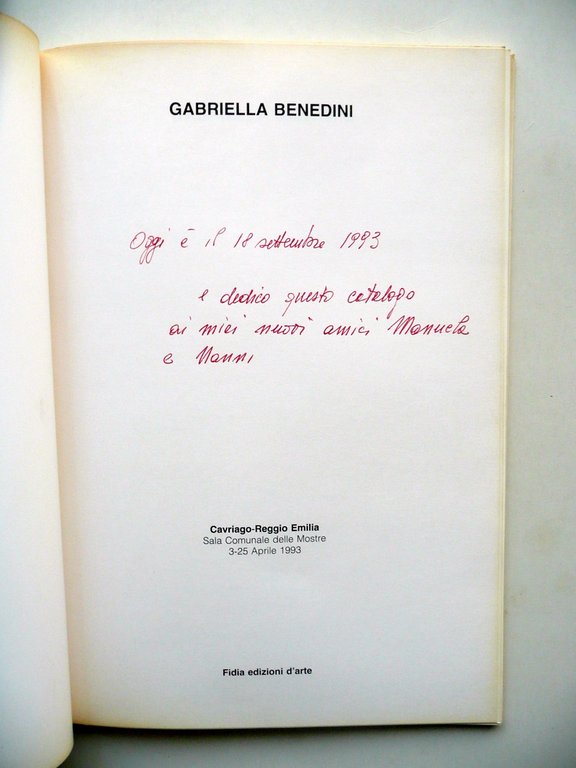 GABRIELLA BENEDINI
Oggi è il 18 settembre 1993
e dedico questo catalogo
ai miei nuovi amici Manuela
e Nanni
Cavriago-Reggio Emilia
Sala Comunale delle Mostre
3-25 Aprile 1993
Fidia edizioni d'arte